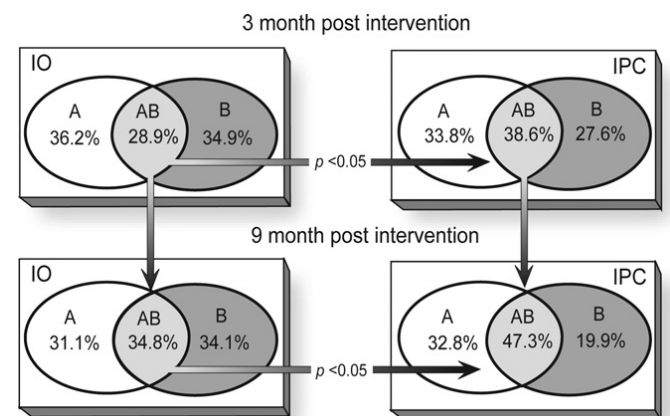 3 month post intervention
IO
IPC
A AB B
36.2% 28.9% 34.9%
A AB B
33.8% 38.6% 27.6%
p <0.05
9 month post intervention
IO
IPC
A AB B
31.1% 34.8% 34.1%
A AB B
32.8% 47.3% 19.9%
p <0.05